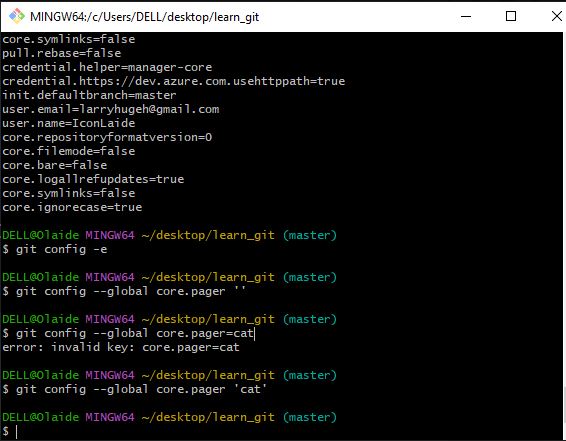 MINGW64:/c/Users/DELL/desktop/learn_git
core.symlinks=false
pull.rebase=false
credential.helper=manager-core
credential.https://dev.azure.com.usehttppath=true
init.defaultbranch=master
user.email=larryhugeh@gmail.com
user.name=IconLaide
core.repositoryformatversion=0
core.filemode=false
core.bare=false
core.logallrefupdates=true
core.symlinks=false
core.ignorecase=true
DELL@Olaide MINGW64 ~/desktop/learn_git (master)
$ git config -e
DELL@Olaide MINGW64 ~/desktop/learn_git (master)
$ git config --global core.pager ''
DELL@Olaide MINGW64 ~/desktop/learn_git (master)
$ git config --global core.pager=cat
error: invalid key: core.pager=cat
DELL@Olaide MINGW64 ~/desktop/learn_git (master)
$ git config --global core.pager 'cat'
DELL@Olaide MINGW64 ~/desktop/learn_git (master)
$